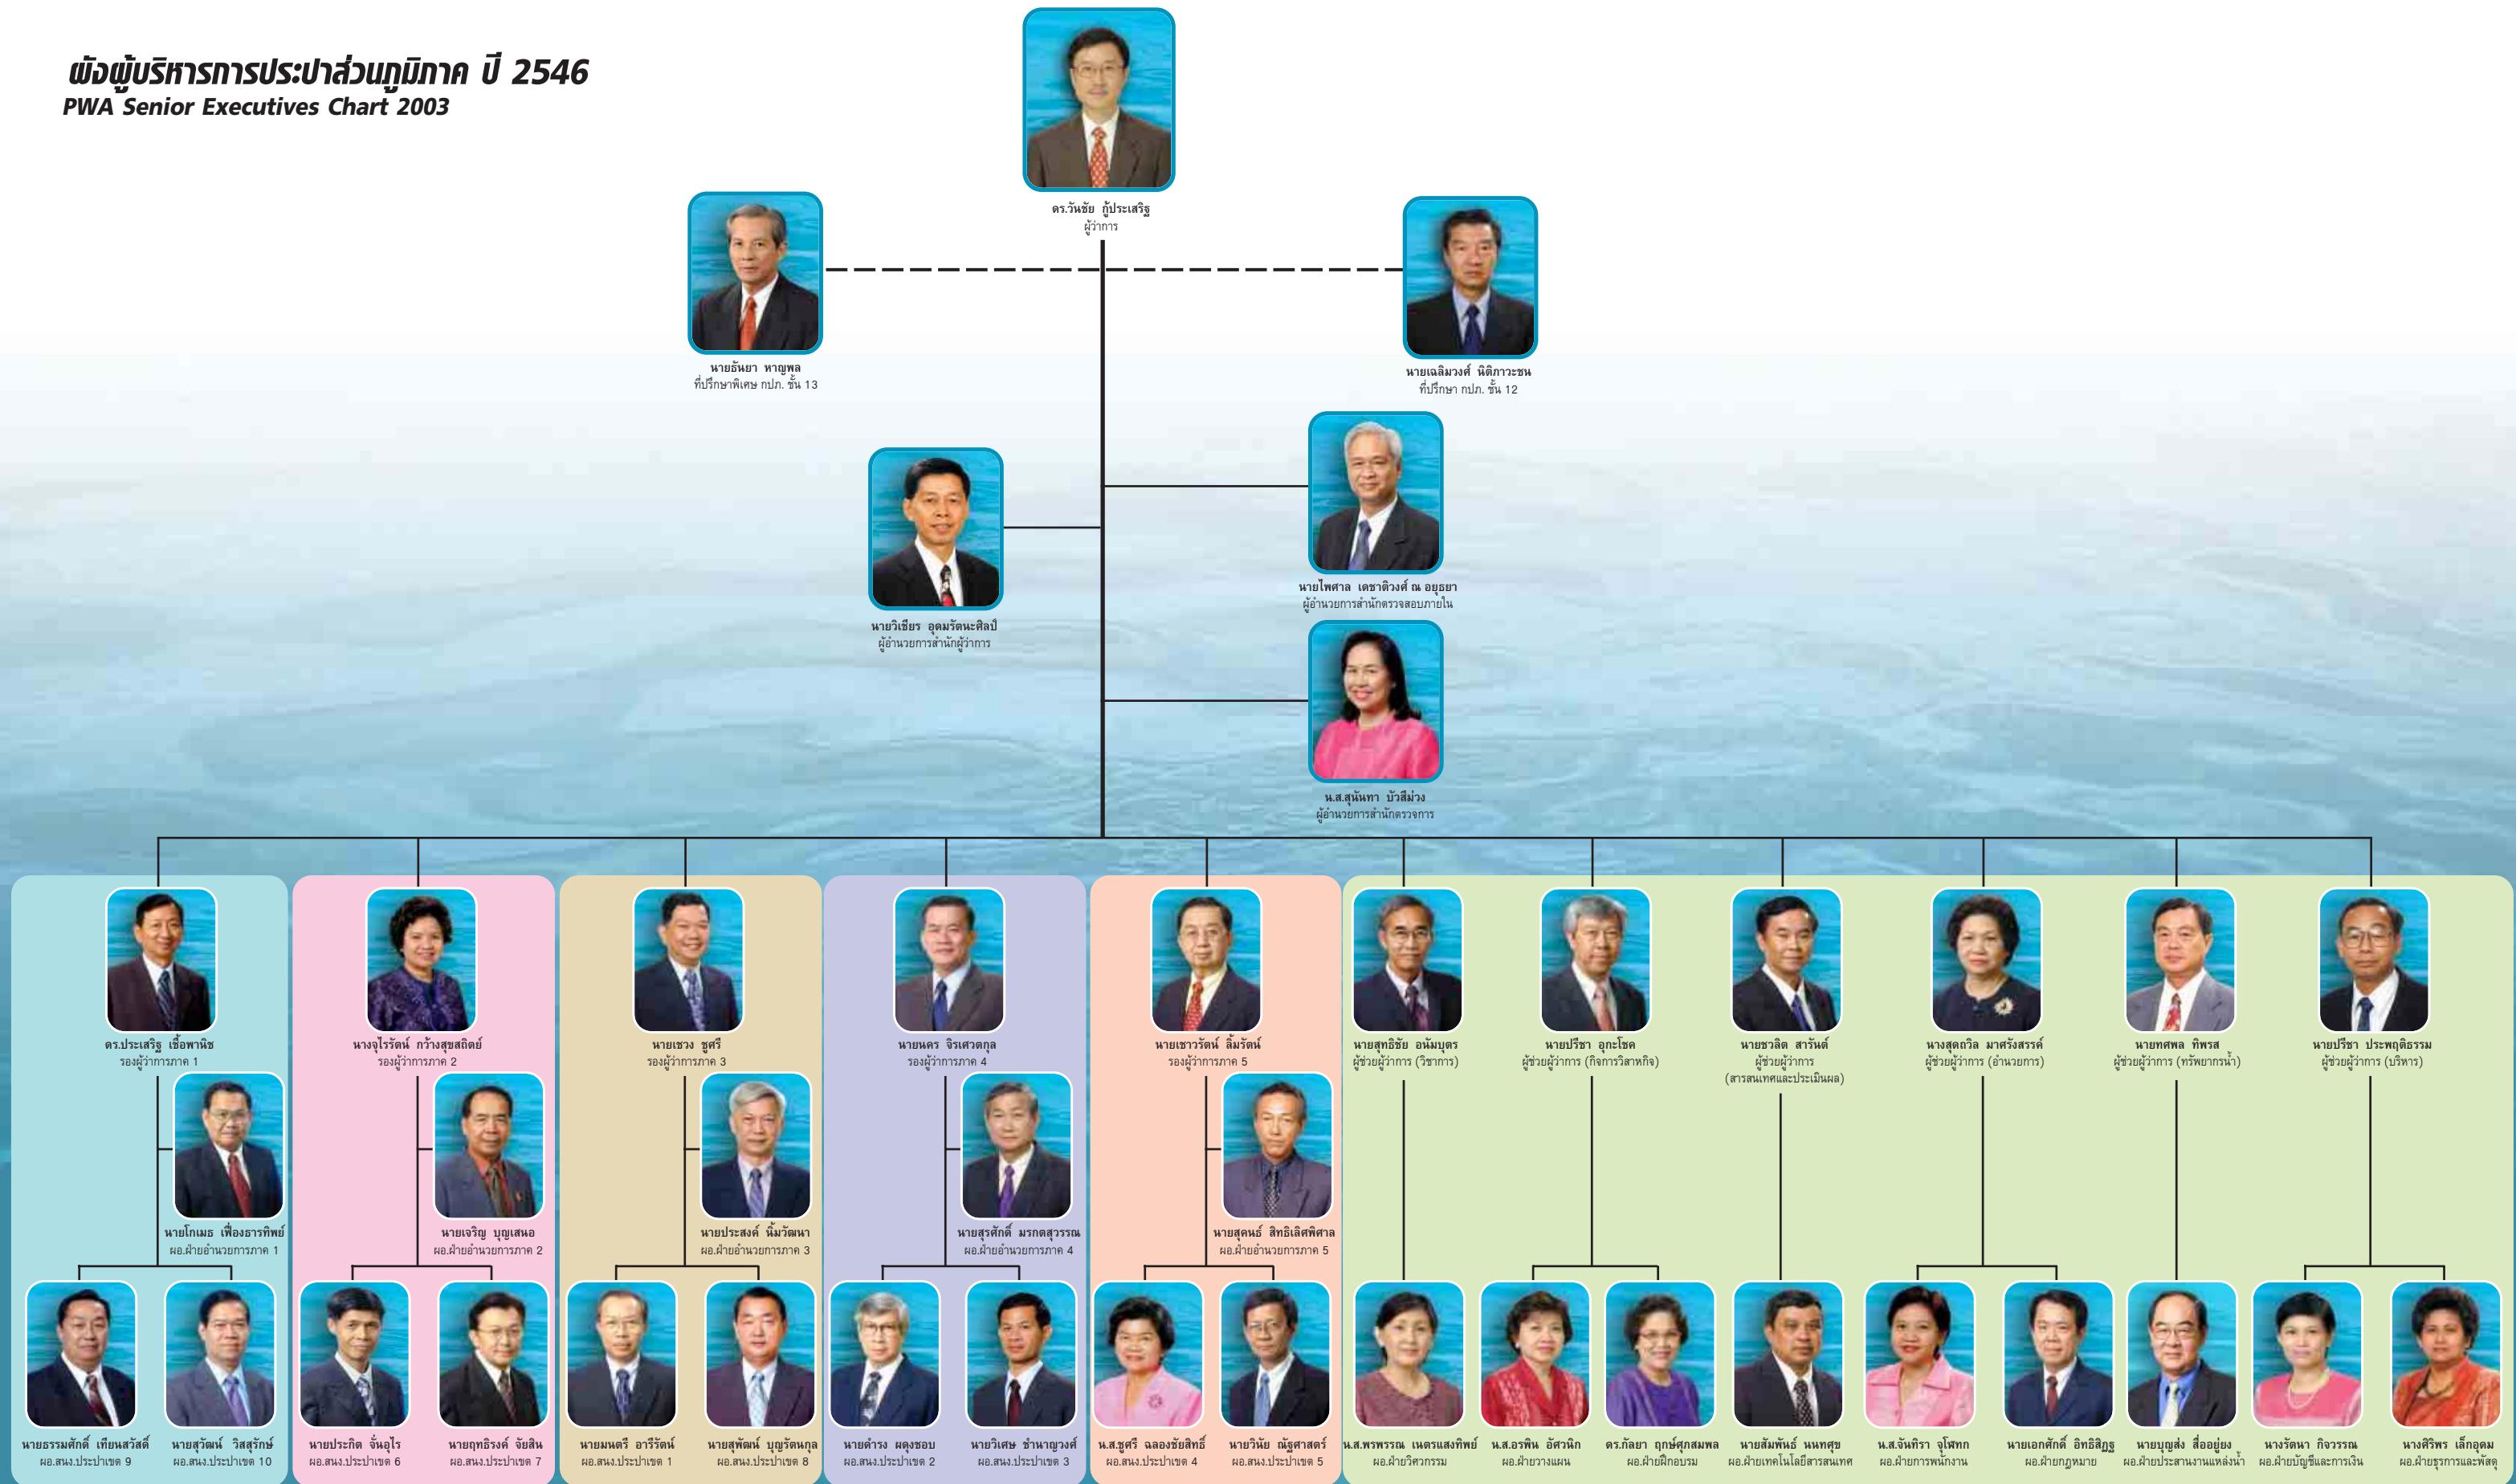 ผังผู้บริหารการประปาส่วนภูมิภาค ปี 2546
PWA Senior Executives Chart 2003
ดร.วันชัย กู้ประเสริฐ
ผู้ว่าการ
นายธันยา หาญพล
ที่ปรึกษาพิเศษ กปภ. ชั้น 13
นายเฉลิมวงศ์ นิติภาวะชน
ที่ปรึกษา กปภ. ชั้น 12
นายไพศาล เดชาติวงศ์ ณ อยุธยา
ผู้อำนวยการสำนักตรวจสอบภายใน
นายวิเชียร อุดมรัตนะศิลป์
ผู้อำนวยการสำนักผู้ว่าการ
น.ส.สุนันทา บัวสีม่วง
ผู้อำนวยการสำนักตรวจการ
ดร.ประเสริฐ เชื้อพานิช
รองผู้ว่าการภาค 1
นางจุไรรัตน์ กว้างสุขสถิตย์
รองผู้ว่าการภาค 2
นายเชวง ชูศรี
รองผู้ว่าการภาค 3
นายนคร จิรเศวตกุล
รองผู้ว่าการภาค 4
นายเชาวรัตน์ ลิ้มรัตน์
รองผู้ว่าการภาค 5
นายสุทธิชัย อนัมบุตร
ผู้ช่วยผู้ว่าการ (วิชาการ)
นายปรีชา อุกะโชค
ผู้ช่วยผู้ว่าการ (กิจการวิสาหกิจ)
นายชวลิต สารันต์
ผู้ช่วยผู้ว่าการ
(สารสนเทศและประเมินผล)
นางสุดถวิล มาศรังสรรค์
ผู้ช่วยผู้ว่าการ (อำนวยการ)
นายทศพล ทิพรส
ผู้ช่วยผู้ว่าการ (ทรัพยากรน้ำ)
นายปรีชา ประพฤติธรรม
ผู้ช่วยผู้ว่าการ (บริหาร)
นายโกเมธ เฟื่องธารทิพย์
ผอ.ฝ่ายอำนวยการภาค 1
นายเจริญ บุญเสนอ
ผอ.ฝ่ายอำนวยการภาค 2
นายประสงค์ นิ้มวัฒนา
ผอ.ฝ่ายอำนวยการภาค 3
นายสุรศักดิ์ มรกตสุวรรณ
ผอ.ฝ่ายอำนวยการภาค 4
นายสุคนธ์ สิทธิเลิศพิศาล
ผอ.ฝ่ายอำนวยการภาค 5
นายธรรมศักดิ์ เทียนสวัสดิ์
ผอ.สนง.ประปาเขต 9
นายสุวัฒน์ วิสสุรักษ์
ผอ.สนง.ประปาเขต 10
นายประกิต จั่นอุไร
ผอ.สนง.ประปาเขต 6
นายฤทธิรงค์ จัยสิน
ผอ.สนง.ประปาเขต 7
นายมนตรี อารีรัตน์
ผอ.สนง.ประปาเขต 1
นายสุพัฒน์ บุญรัตนกุล
ผอ.สนง.ประปาเขต 8
นายดำรง ผดุงชอบ
ผอ.สนง.ประปาเขต 2
นายวิเศษ ชำนาญวงศ์
ผอ.สนง.ประปาเขต 3
น.ส.ชูศรี ฉลองชัยสิทธิ์
ผอ.สนง.ประปาเขต 4
นายวินัย ณัฐศาสตร์
ผอ.สนง.ประปาเขต 5
น.ส.พรพรรณ เนตรแสงทิพย์
ผอ.ฝ่ายวิศวกรรม
น.ส.อรพิน อัศวนิก
ผอ.ฝ่ายวางแผน
ดร.กัลยา ฤกษ์ศุภสมพล
ผอ.ฝ่ายฝึกอบรม
นายสัมพันธ์ นนทศุข
ผอ.ฝ่ายเทคโนโลยีสารสนเทศ
น.ส.จันทิรา จุโฬทก
ผอ.ฝ่ายการพนักงาน
นายเอกศักดิ์ อิทธิสิฏฐ
ผอ.ฝ่ายกฎหมาย
นายบุญส่ง สื่ออยู่ยง
ผอ.ฝ่ายประสานงานแหล่งน้ำ
นางรัตนา กิจวรรณ
ผอ.ฝ่ายบัญชีและการเงิน
นางศิริพร เล็กอุดม
ผอ.ฝ่ายธุรการและพัสดุ